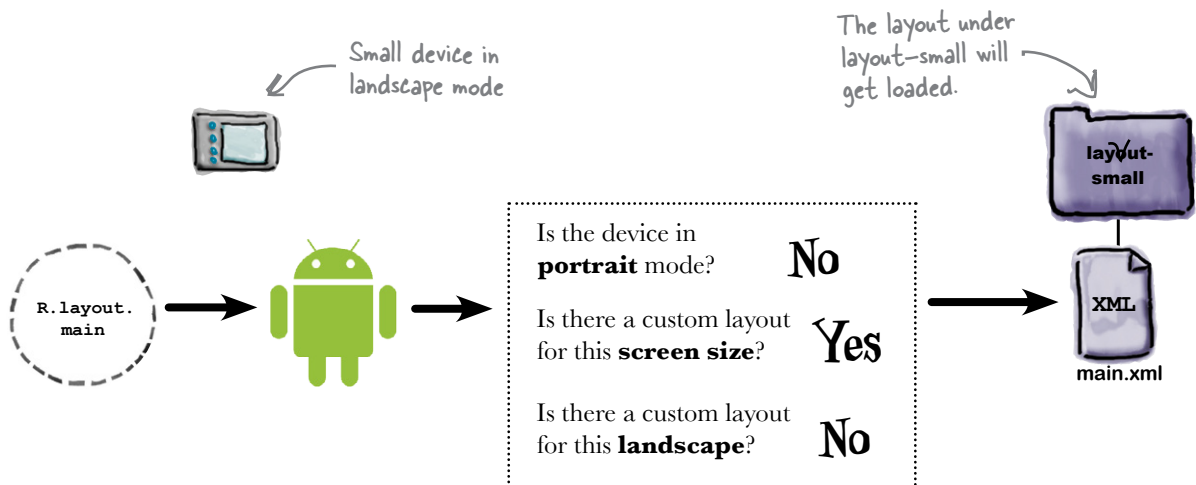 Small device in
landscape mode
The layout under
layout-small will
get loaded.
layout-
small
R.layout.
main
Is the device in
portrait mode?
No
Is there a custom layout
for this screen size?
Yes
Is there a custom layout
for this landscape?
No
XML
main.xml